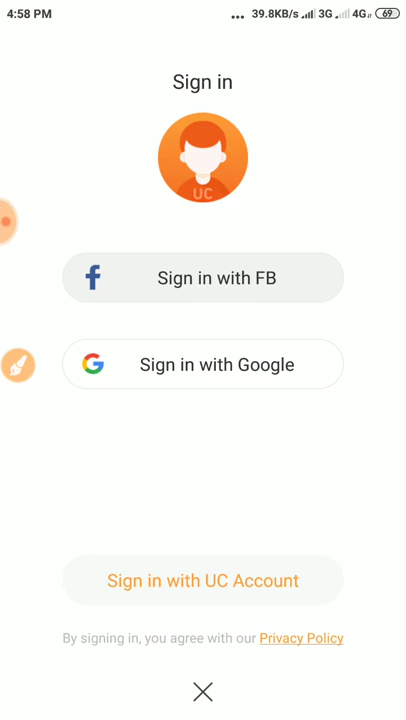 4:58 PM ... 39.8KB/s 3G 4G 69
Sign in
UC
Sign in with FB
Sign in with Google
Sign in with UC Account
By signing in, you agree with our Privacy Policy